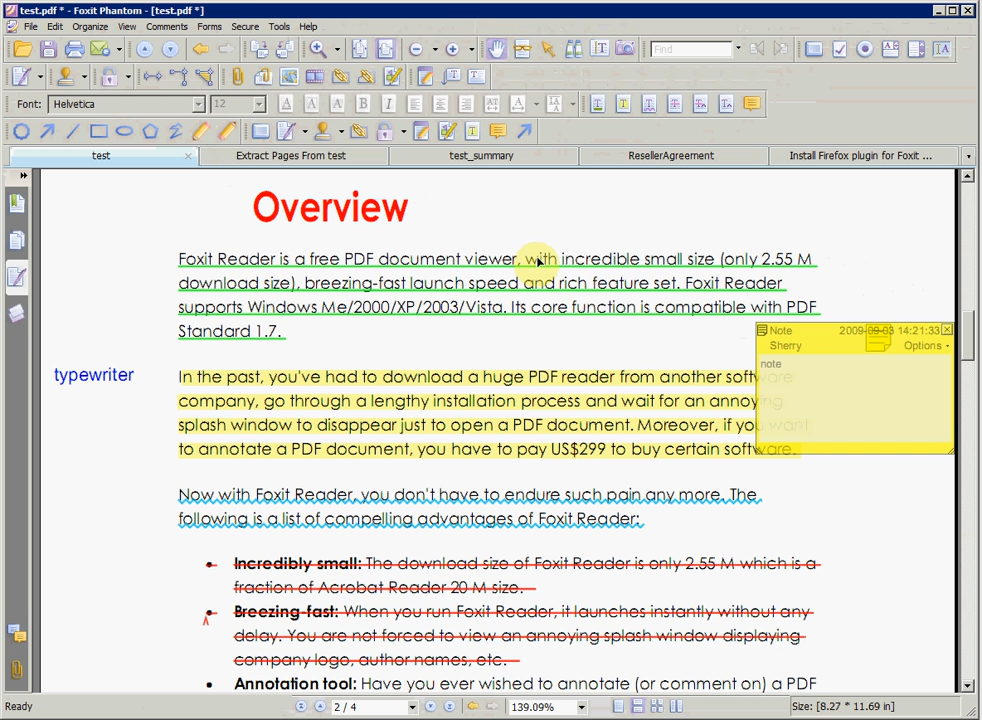 test.pdf * - Foxit Phantom - [test.pdf *]
File Edit Organize View Comments Forms Secure Tools Help
Find
Font: Helvetica 12
test Extract Pages From test test_summary ResellerAgreement Install Firefox plugin for Foxit ...
Overview
Foxit Reader is a free PDF document viewer, with incredible small size (only 2.55 M
download size), breezing-fast launch speed and rich feature set. Foxit Reader
supports Windows Me/2000/XP/2003/Vista. Its core function is compatible with PDF
Standard 1.7.
Note 2009-09-03 14:21:33
Sherry Options
note
typewriter
In the past, you've had to download a huge PDF reader from another software
company, go through a lengthy installation process and wait for an annoying
splash window to disappear just to open a PDF document. Moreover, if you want
to annotate a PDF document, you have to pay US$299 to buy certain software.
Now with Foxit Reader, you don't have to endure such pain any more. The
following is a list of compelling advantages of Foxit Reader:
• Incredibly small: The download size of Foxit Reader is only 2.55 M which is a
fraction of Acrobat Reader 20 M size.
• Breezing-fast: When you run Foxit Reader, it launches instantly without any
delay. You are not forced to view an annoying splash window displaying
company logo, author names, etc.
• Annotation tool: Have you ever wished to annotate (or comment on) a PDF
Ready 2 / 4 139.09% Size: [8.27 * 11.69 in]